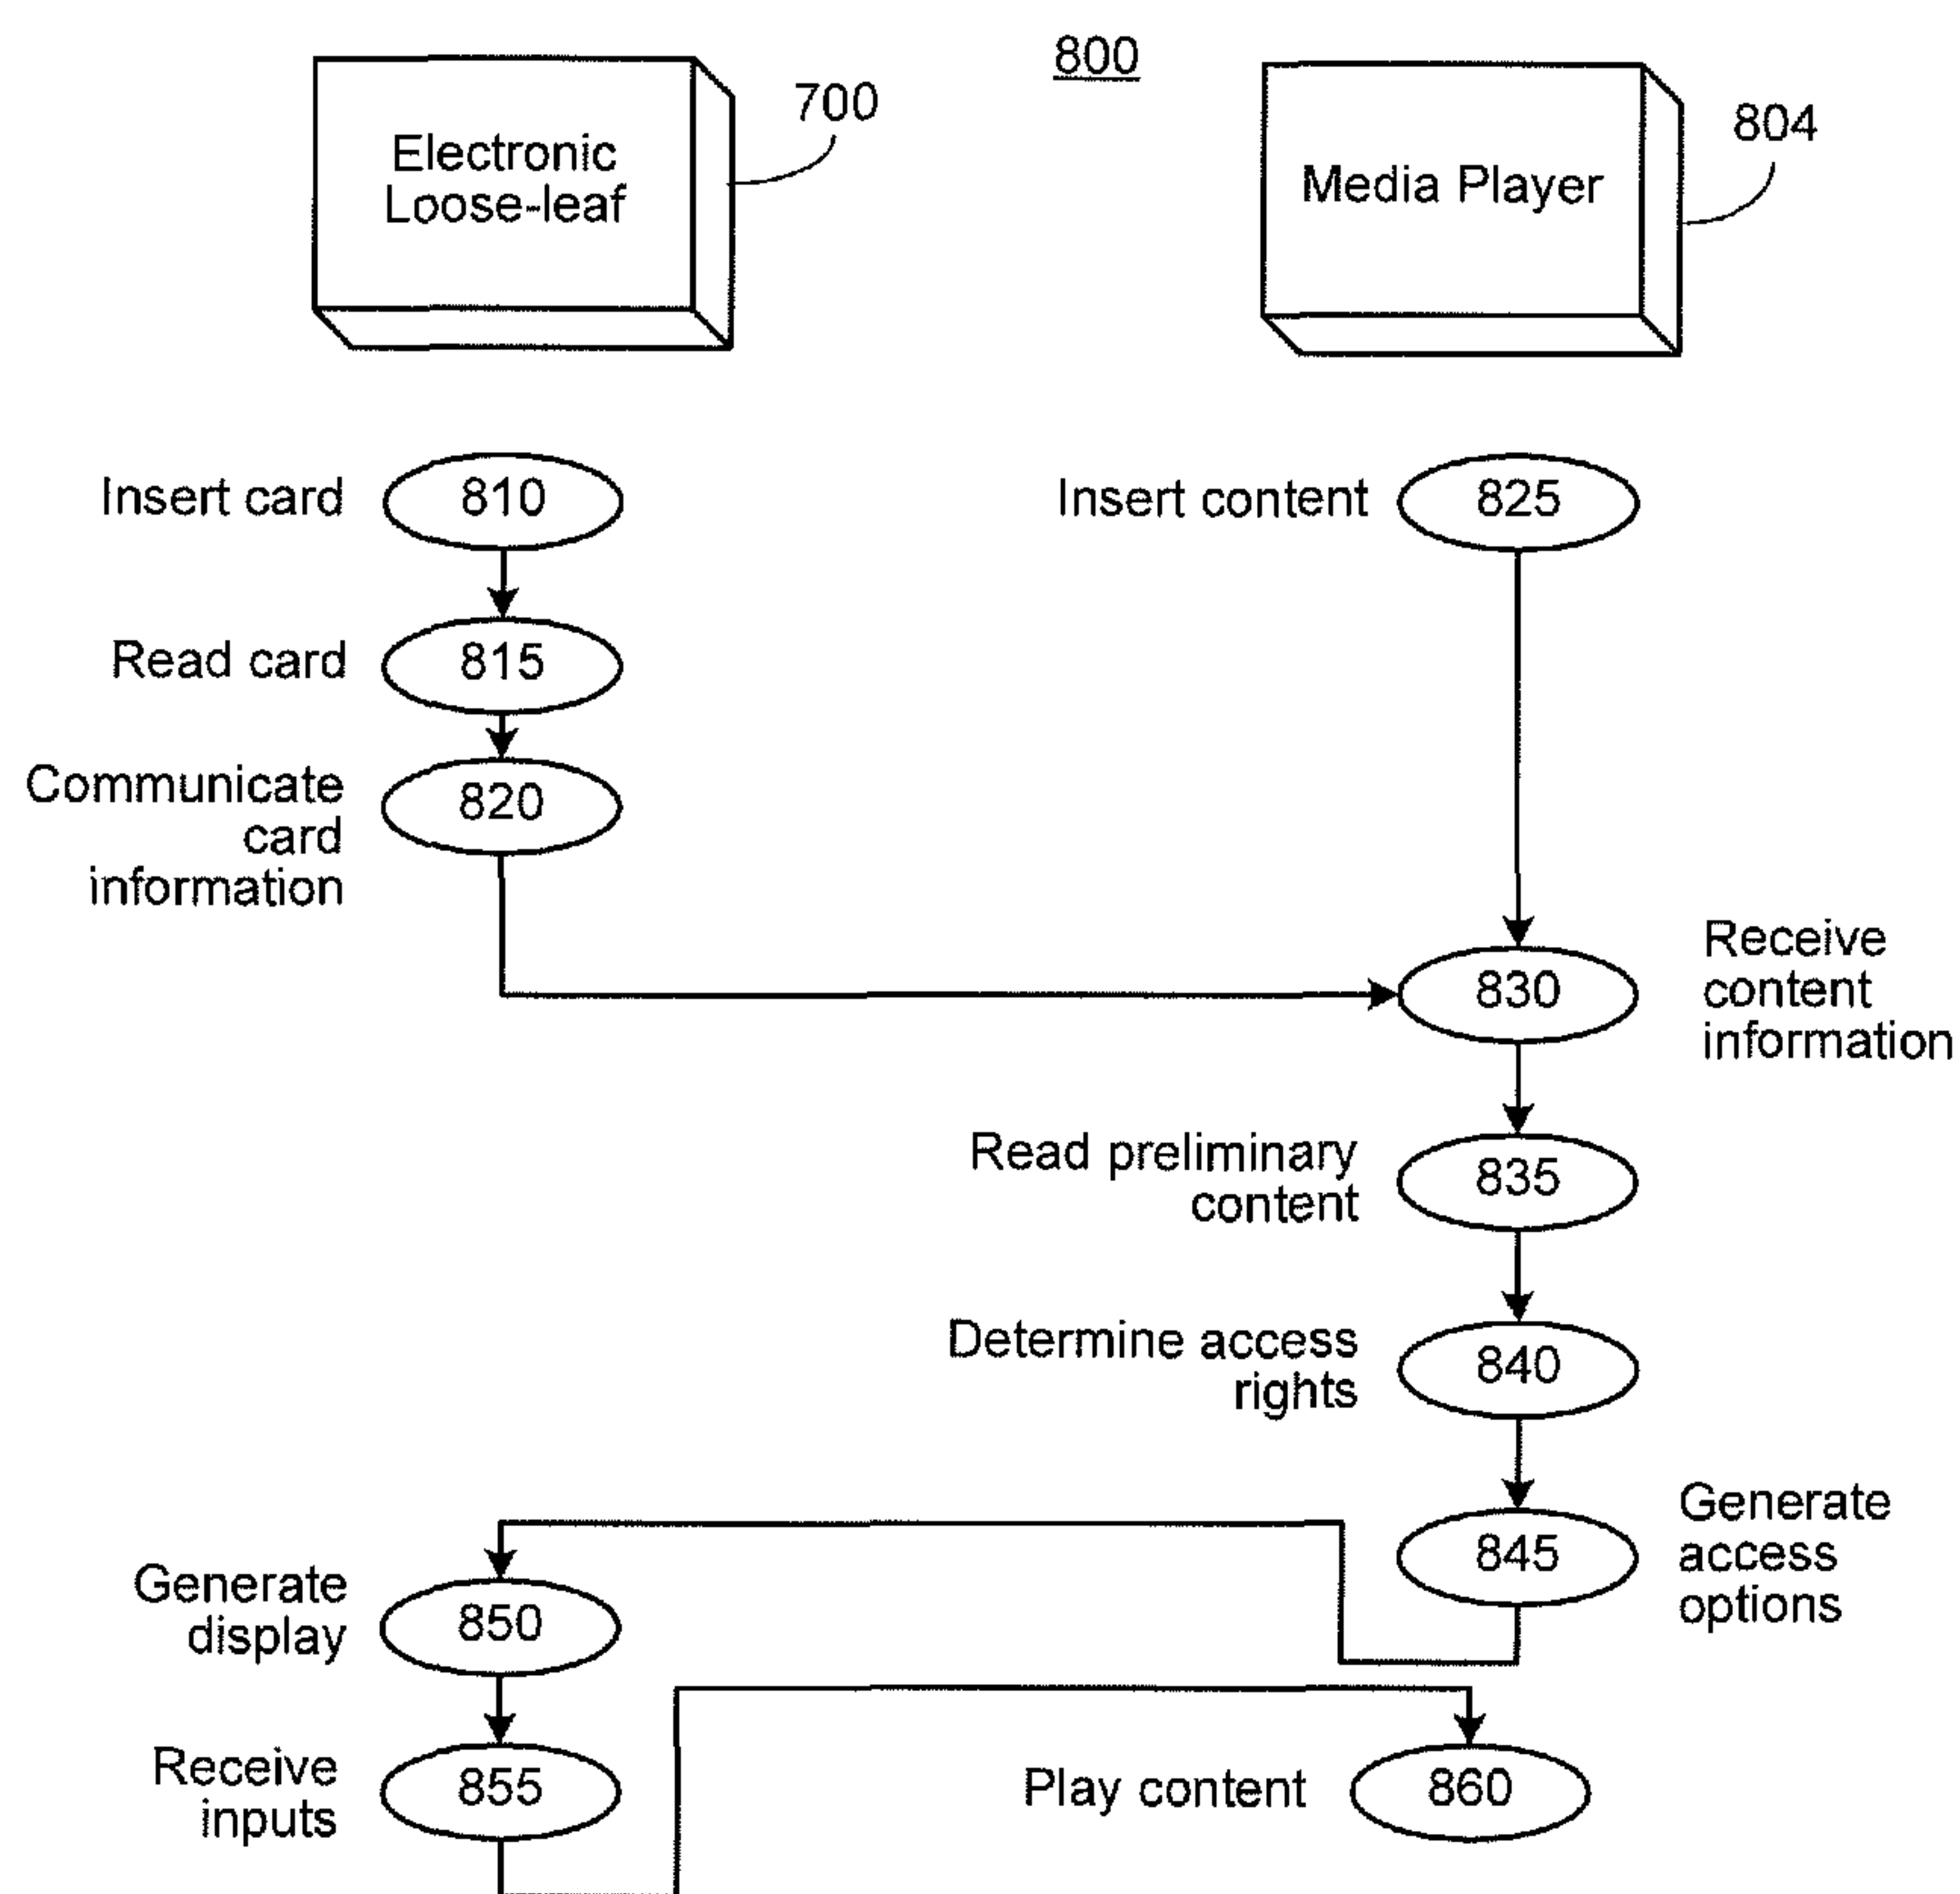 800
Electronic
Loose-leaf
700
Media Player
804
Insert card
810
Insert content
825
Read card
815
Communicate
card
information
820
Receive
content
information
830
Read preliminary
content
835
Determine access
rights
840
Generate
access
options
845
Generate
display
850
Receive
inputs
855
Play content
860